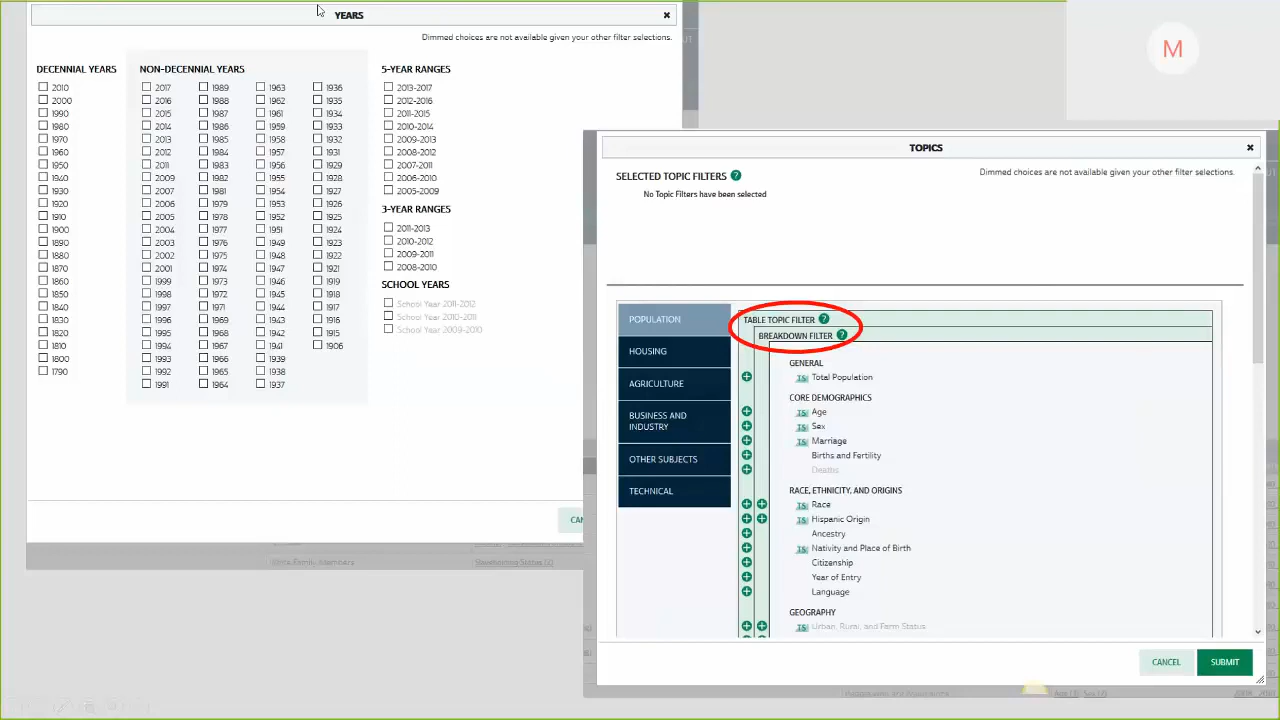 YEARS
Dimmed choices are not available given your other filter selections.
DECENNIAL YEARS
2010
2000
1990
1980
1970
1960
1950
1940
1930
1920
1910
1900
1890
1880
1870
1860
1850
1840
1830
1820
1810
1800
1790
NON-DECENNIAL YEARS
2017 1989 1963 1936
2016 1988 1962 1935
2015 1987 1961 1934
2014 1986 1959 1933
2013 1985 1958 1932
2012 1984 1957 1931
2011 1983 1956 1929
2009 1982 1955 1928
2007 1981 1954 1927
2006 1979 1953 1926
2005 1978 1952 1925
2004 1977 1951 1924
2003 1976 1949 1923
2002 1975 1948 1922
2001 1974 1947 1921
1999 1973 1946 1919
1998 1972 1945 1918
1997 1971 1944 1917
1996 1969 1943 1916
1995 1968 1942 1915
1994 1967 1941 1906
1993 1966 1939
1992 1965 1938
1991 1964 1937
5-YEAR RANGES
2013-2017
2012-2016
2011-2015
2010-2014
2009-2013
2008-2012
2007-2011
2006-2010
2005-2009
3-YEAR RANGES
2011-2013
2010-2012
2009-2011
2008-2010
SCHOOL YEARS
School Year 2011-2012
School Year 2010-2011
School Year 2009-2010
M
TOPICS
Dimmed choices are not available given your other filter selections.
SELECTED TOPIC FILTERS ?
No Topic Filters have been selected
POPULATION
HOUSING
AGRICULTURE
BUSINESS AND
INDUSTRY
OTHER SUBJECTS
TECHNICAL
TABLE TOPIC FILTER ?
BREAKDOWN FILTER ?
GENERAL
TS Total Population
CORE DEMOGRAPHICS
TS Age
TS Sex
TS Marriage
Births and Fertility
Deaths
RACE, ETHNICITY, AND ORIGINS
TS Race
TS Hispanic Origin
Ancestry
TS Nativity and Place of Birth
Citizenship
Year of Entry
Language
GEOGRAPHY
TS Urban, Rural, and Farm Status
CANCEL
SUBMIT